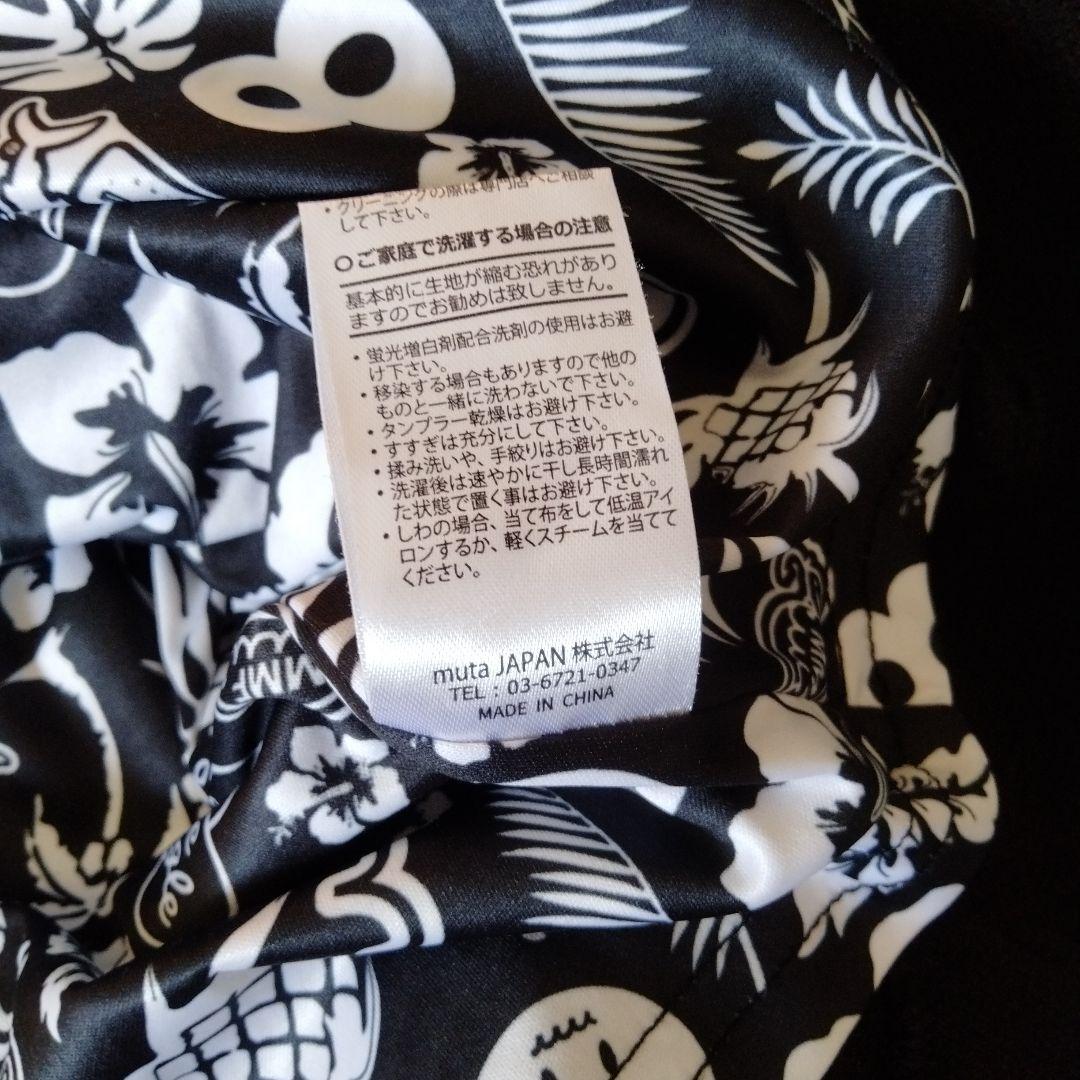 ・クリーニングの際は専門店へご相談
して下さい。
〇ご家庭で洗濯する場合の注意
基本的に生地が縮む恐れがあり
ますのでお勧めは致しません。
・蛍光増白剤配合洗剤の使用はお避
け下さい。
・移染する場合もありますので他の
ものと一緒に洗わないで下さい。
・タンブラー乾燥はお避け下さい。
・すすぎは充分にして下さい。
・揉み洗いや、手絞りはお避け下さい。
・洗濯後は速やかに干し長時間濡れ
た状態で置く事はお避け下さい。
・しわの場合、当て布をして低温アイ
ロンするか、軽くスチームを当てて
ください。
muta JAPAN 株式会社
TEL : 03-6721-0347
MADE IN CHINA